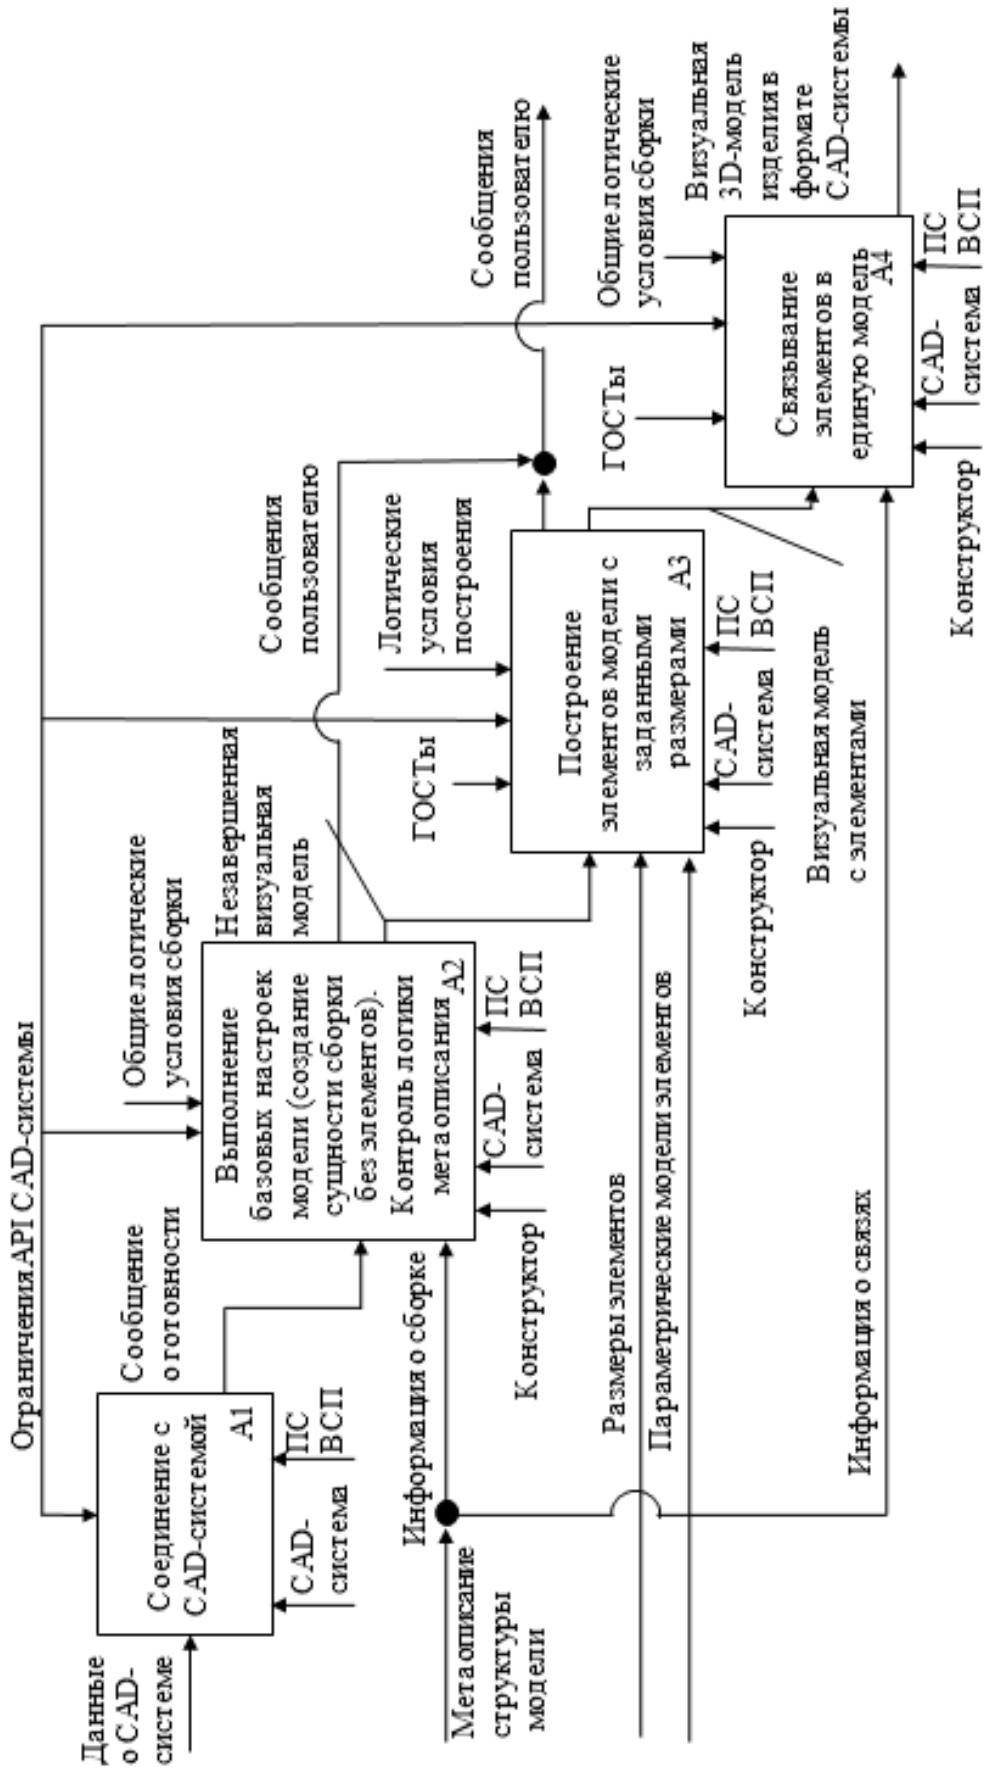 Ограничения API CAD-системы
Данные
о CAD-
системе
Соединение с
CAD-системой
A1
CAD-
система
ПС
ВСП
Сообщение
о готовности
Общие логические
условия сборки
Выполнение
базовых настроек
модели (создание
сущности сборки
без элементов).
Контроль логики
метаописания
A2
Конструктор
CAD-
система
ПС
ВСП
Незавершенная
визуальная
модель
Сообщения
пользователю
Метаописание
структуры
модели
Информация о сборке
ГОСТы
Логические
условия
построения
Построение
элементов модели с
заданными
размерами
A3
Конструктор
CAD-
система
ПС
ВСП
Размеры элементов
Параметрические модели элементов
Сообщения
пользователю
Визуальная модель
с элементами
ГОСТы
Общие логические
условия сборки
Связывание
элементов в
единую модель
A4
Конструктор
CAD-
система
ПС
ВСП
Информация о связях
Визуальная
3D-модель
изделия в
формате
CAD-системы